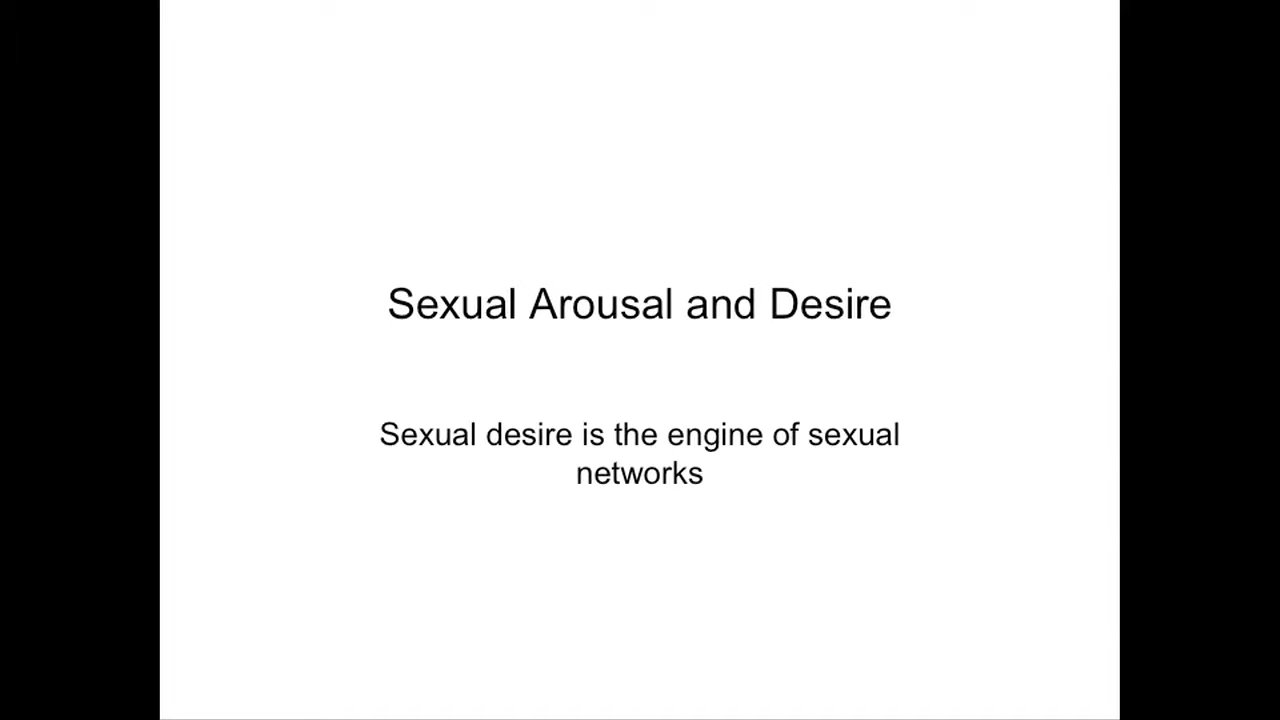 Sexual Arousal and Desire
Sexual desire is the engine of sexual
networks